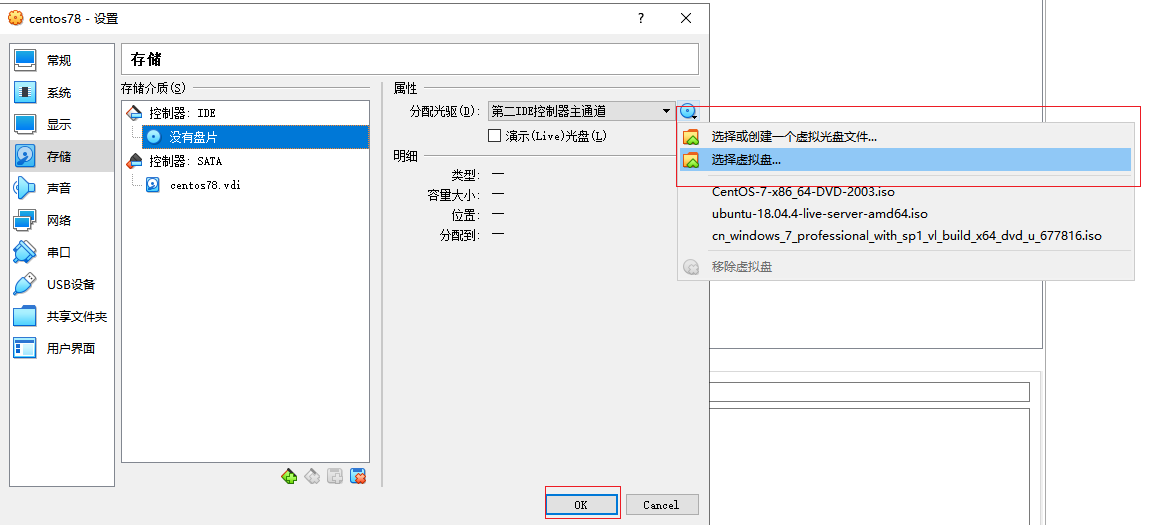 centos78 - 设置
?
常规
系统
显示
存储
声音
网络
串口
USB设备
共享文件夹
用户界面
存储
存储介质(S)
控制器: IDE
没有盘片
控制器: SATA
centos78.vdi
属性
分配光驱(D): 第二IDE控制器主通道
演示(Live)光盘(L)
明细
类型: —
容量大小: —
位置: —
分配到: —
选择或创建一个虚拟光盘文件...
选择虚拟盘...
CentOS-7-x86_64-DVD-2003.iso
ubuntu-18.04.4-live-server-amd64.iso
cn_windows_7_professional_with_sp1_vl_build_x64_dvd_u_677816.iso
移除虚拟盘
OK
Cancel